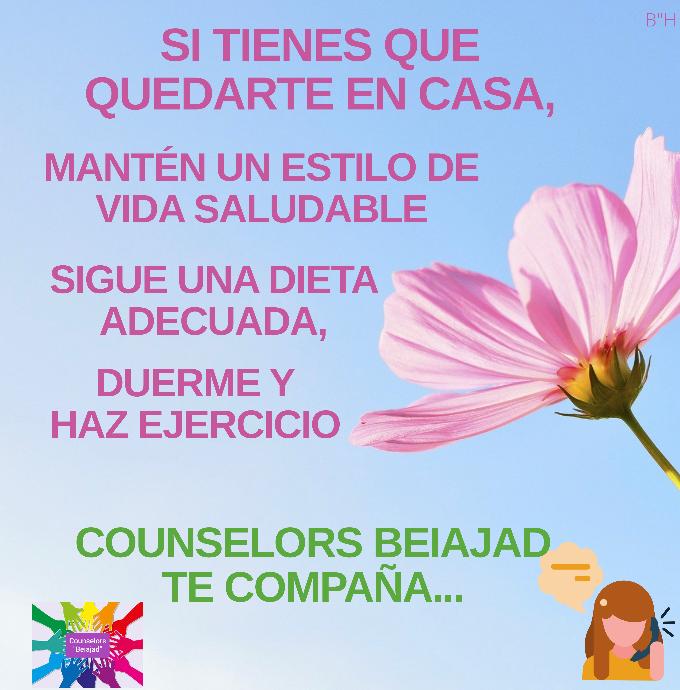 B"H
SI TIENES QUE
QUEDARTE EN CASA,
MANTÉN UN ESTILO DE
VIDA SALUDABLE
SIGUE UNA DIETA
ADECUADA,
DUERME Y
HAZ EJERCICIO
COUNSELORS BEIAJAD
TE COMPAÑA...
Counselors
"Beiajad"